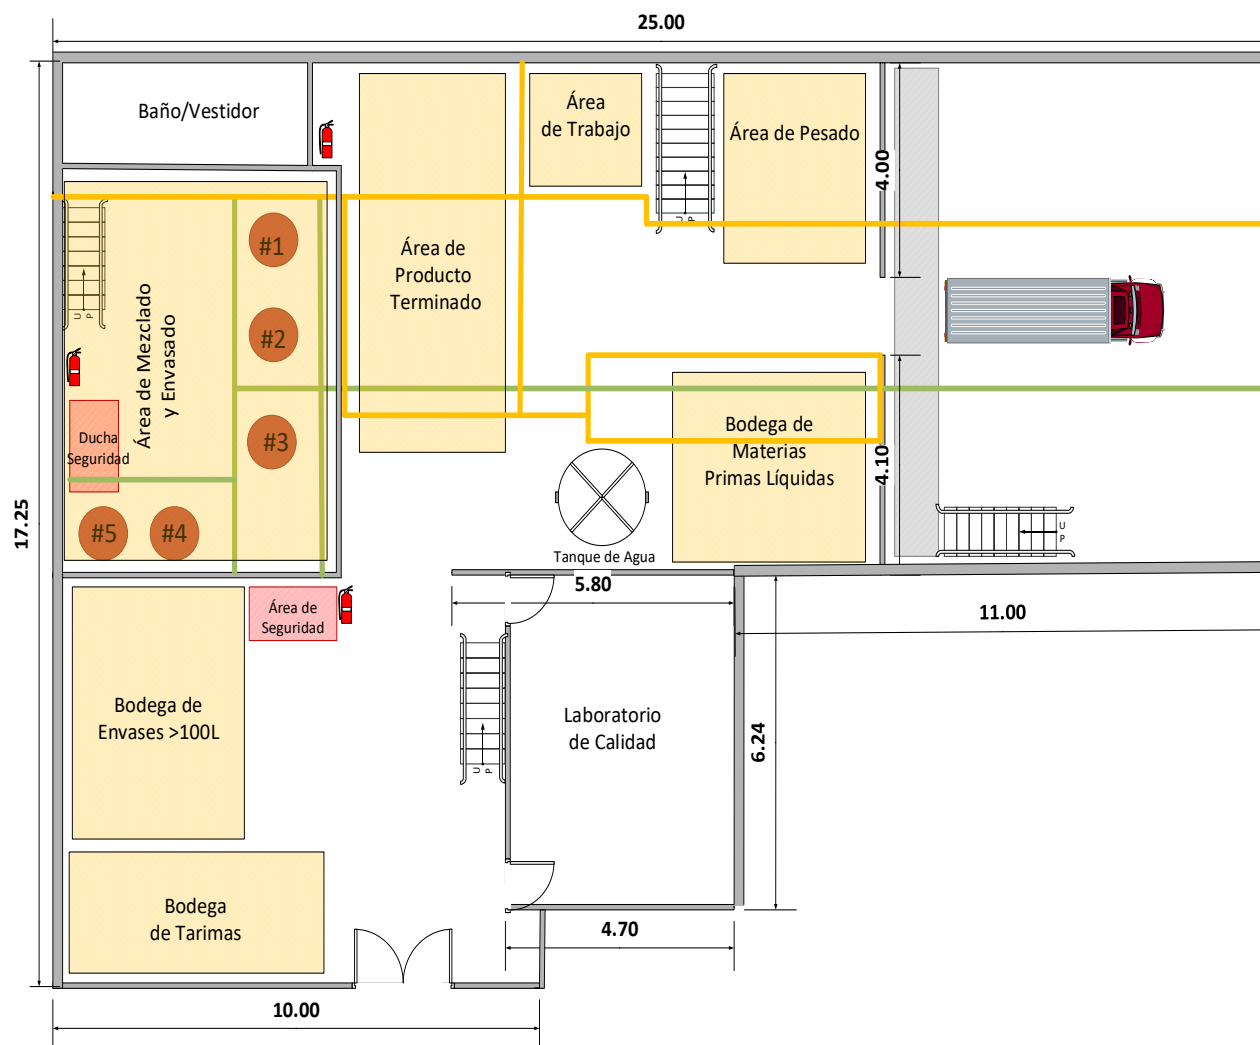 25.00
Baño/Vestidor
Área
de Trabajo
Área de Pesado
4.00
U
P
#1
Área de
Producto
Terminado
U
P
#2
Área de Mezclado
y Envasado
Ducha
Seguridad
#3
Bodega de
Materias
Primas Líquidas
4.10
17.25
#5
#4
Tanque de Agua
U
P
5.80
Área de
Seguridad
11.00
Bodega de
Envases >100L
Laboratorio
de Calidad
6.24
U
P
Bodega
de Tarimas
4.70
10.00